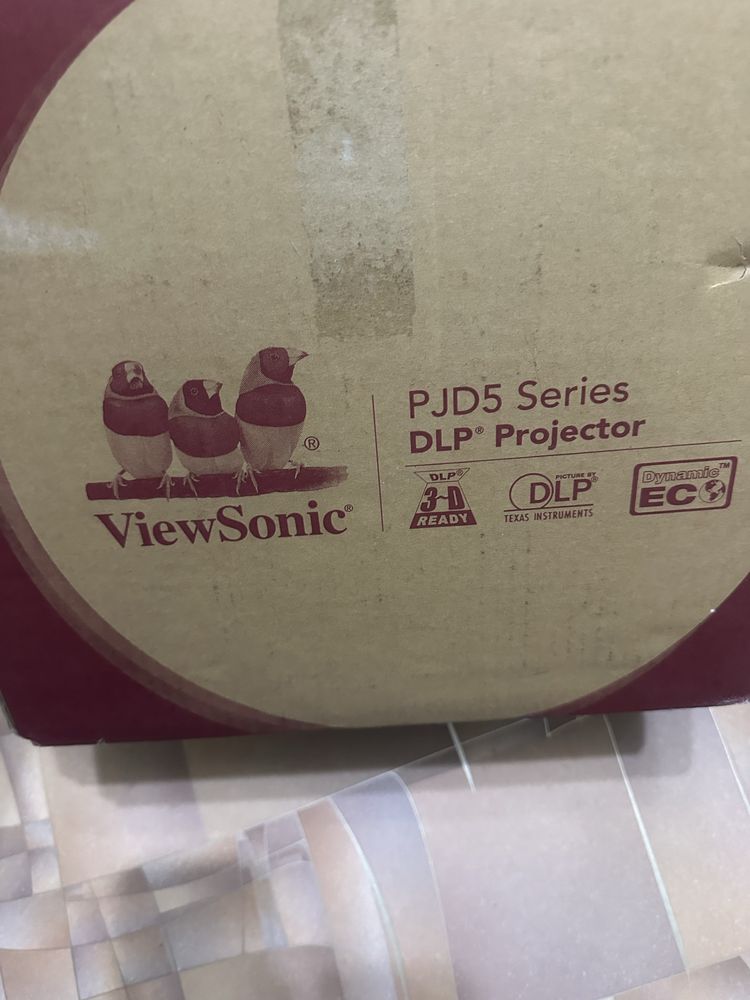 PJD5 Series
DLP® Projector
®
ViewSonic®
DLP®
3-D
READY
PICTURE BY
DLP®
TEXAS INSTRUMENTS
Dynamic™
ECO